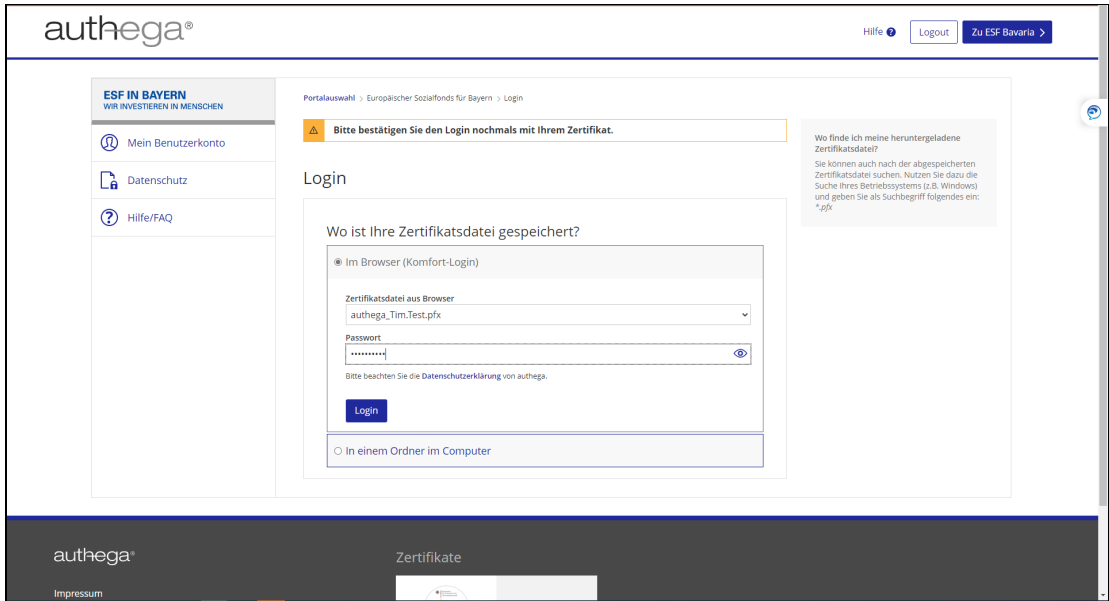 authega®
Hilfe
Logout
Zu ESF Bavaria
ESF IN BAYERN
WIR INVESTIEREN IN MENSCHEN
Mein Benutzerkonto
Datenschutz
Hilfe/FAQ
Portalauswahl > Europäischer Sozialfonds für Bayern > Login
Bitte bestätigen Sie den Login nochmals mit Ihrem Zertifikat.
Login
Wo ist Ihre Zertifikatsdatei gespeichert?
Im Browser (Komfort-Login)
Zertifikatsdatei aus Browser
authega_Tim.Test.pfx
Passwort
••••••••••
Bitte beachten Sie die Datenschutzerklärung von authega.
Login
In einem Ordner im Computer
Wo finde ich meine heruntergeladene
Zertifikatsdatei?
Sie können auch nach der abgespeicherten
Zertifikatsdatei suchen. Nutzen Sie dazu die
Suche Ihres Betriebssystems (z.B. Windows)
und geben Sie als Suchbegriff folgendes ein:
*.pfx
authega®
Impressum
Zertifikate